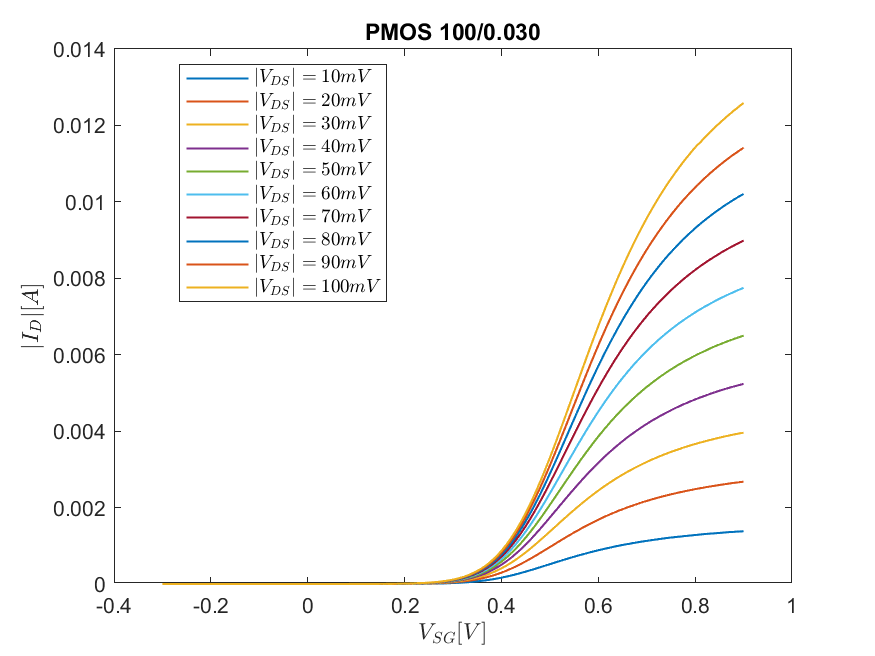 PMOS 100/0.030
0.014
0.012
0.01
0.008
0.006
0.004
0.002
0
|I_D|[A]
|V_DS| = 10mV
|V_DS| = 20mV
|V_DS| = 30mV
|V_DS| = 40mV
|V_DS| = 50mV
|V_DS| = 60mV
|V_DS| = 70mV
|V_DS| = 80mV
|V_DS| = 90mV
|V_DS| = 100mV
-0.4 -0.2 0 0.2 0.4 0.6 0.8 1
V_SG[V]